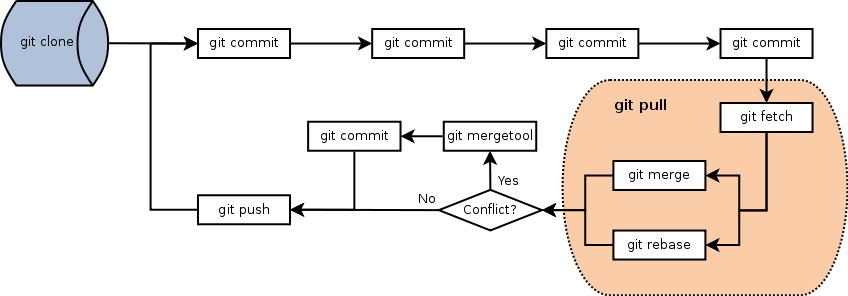 git clone
git commit
git commit
git commit
git commit
git pull
git fetch
git commit
git mergetool
git merge
Yes
No
git push
Conflict?
git rebase